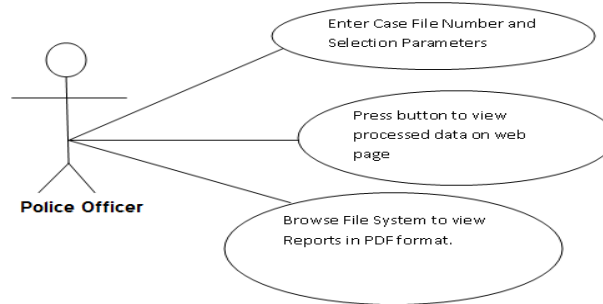 Enter Case File Number and
Selection Parameters
Press button to view
processed data on web
page
Police Officer
Browse File System to view
Reports in PDF format.